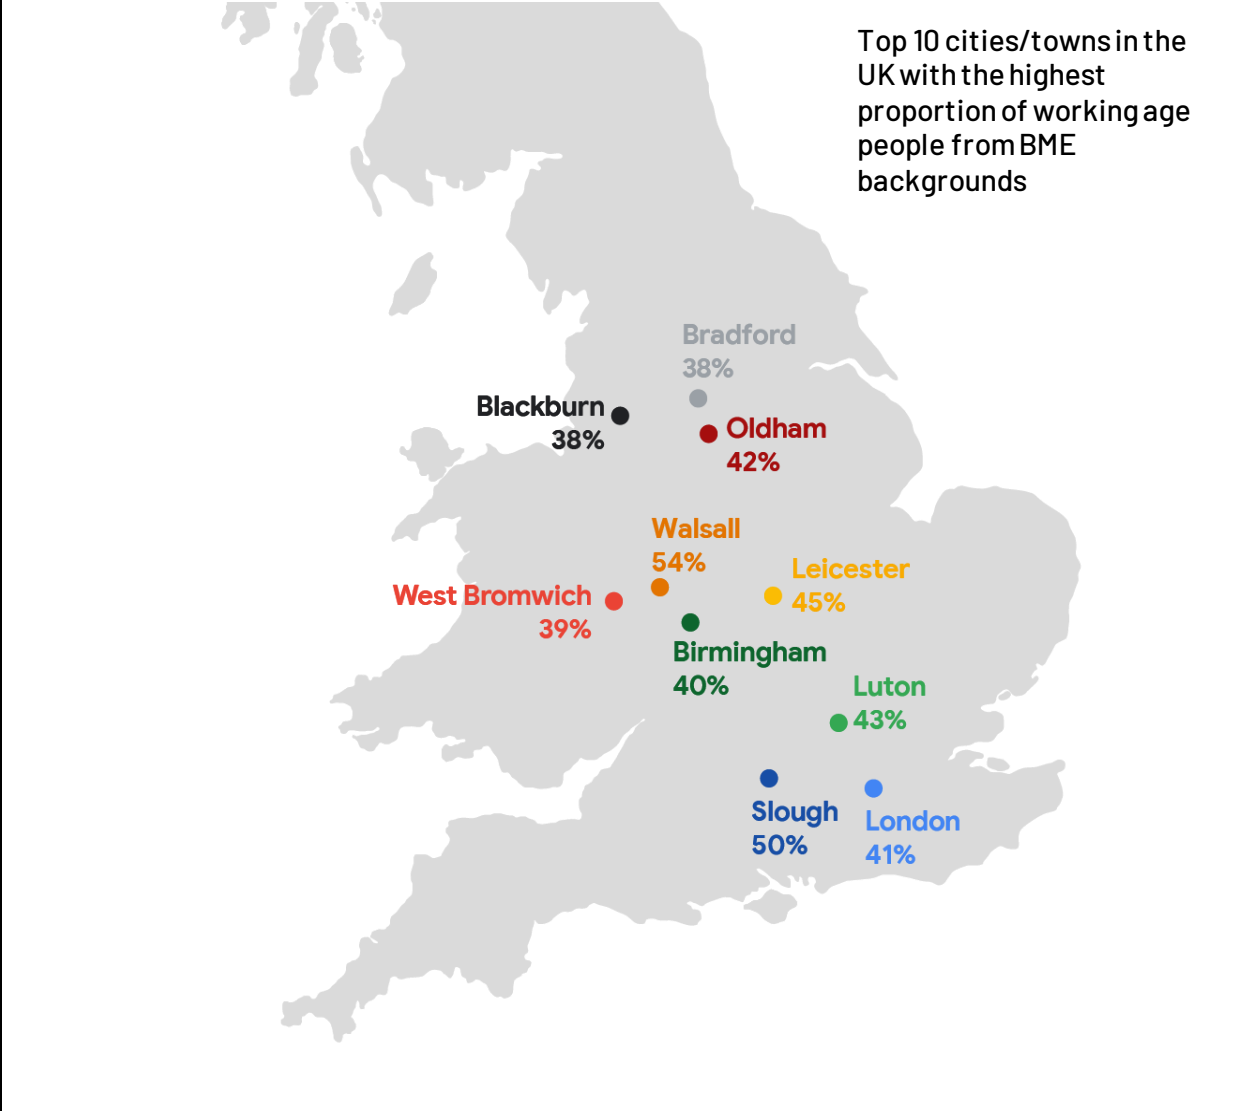 Top 10 cities/towns in the
UK with the highest
proportion of working age
people from BME
backgrounds
Bradford
38%
Blackburn
38%
Oldham
42%
Walsall
54%
Leicester
45%
West Bromwich
39%
Birmingham
40%
Luton
43%
Slough
50%
London
41%